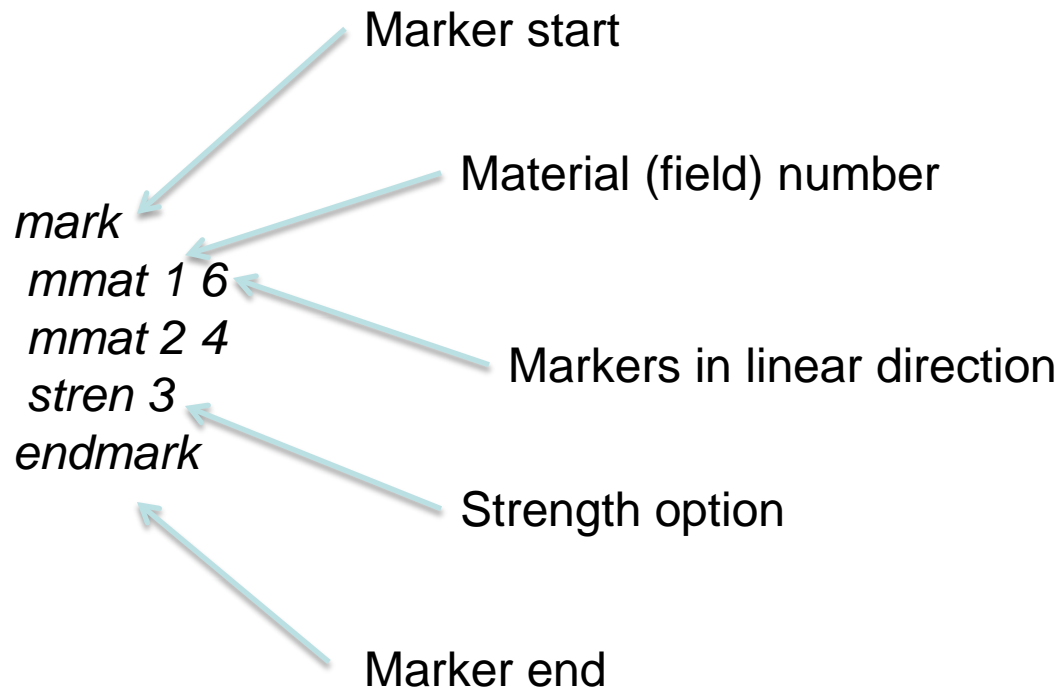 Marker start
Material (field) number
mark
mmat 1 6
mmat 2 4
stren 3
endmark
Markers in linear direction
Strength option
Marker end